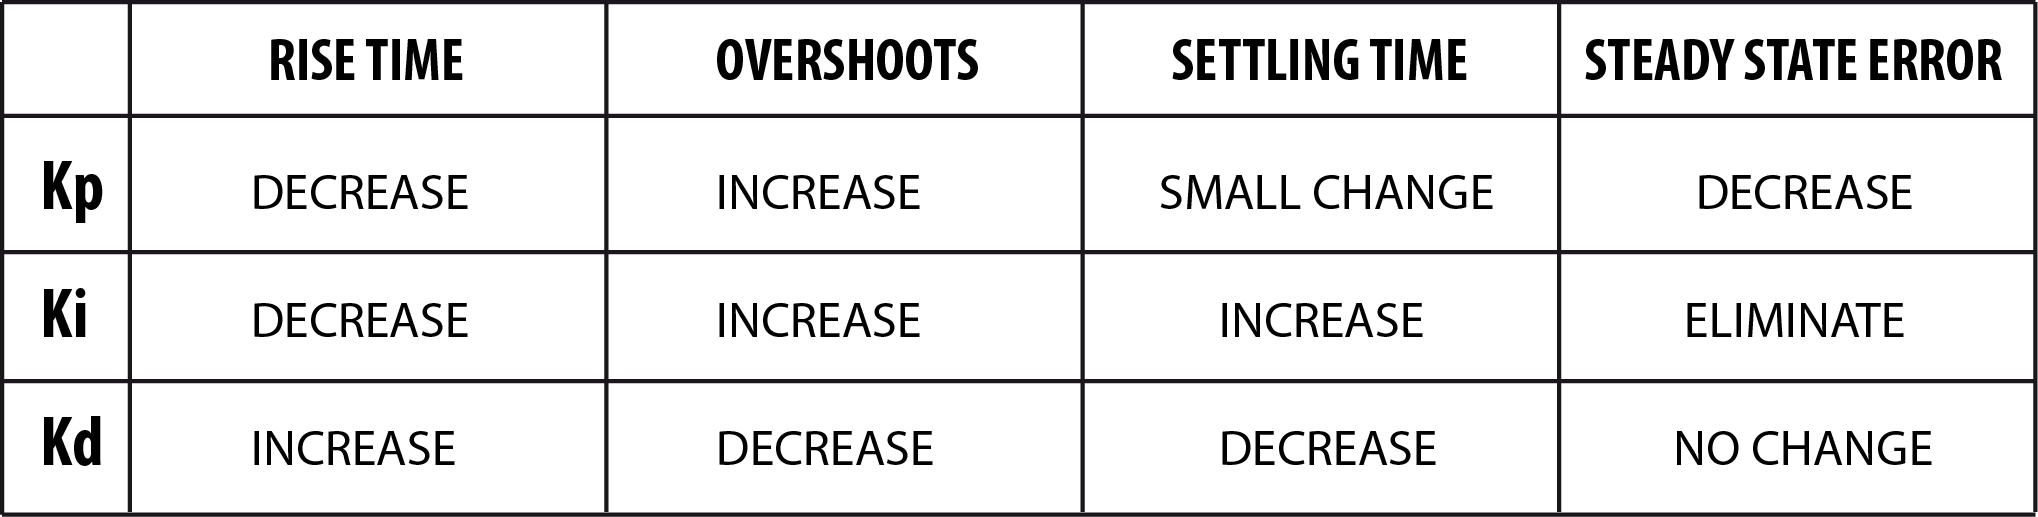 RISE TIME OVERSHOOTS SETTLING TIME STEADY STATE ERROR
Kp DECREASE INCREASE SMALL CHANGE DECREASE
Ki DECREASE INCREASE INCREASE ELIMINATE
Kd INCREASE DECREASE DECREASE NO CHANGE